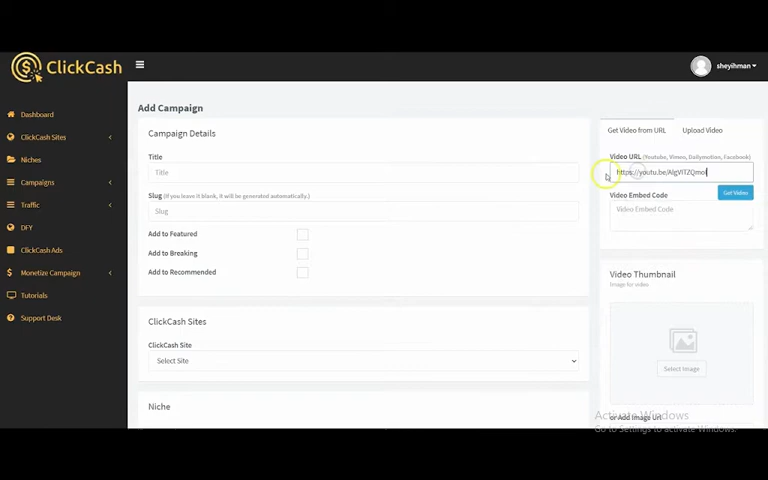 ClickCash
sheyihman
Dashboard
ClickCash Sites
Niches
Campaigns
Traffic
DFY
ClickCash Ads
Monetize Campaign
Tutorials
Support Desk
Add Campaign
Campaign Details
Title
Title
Slug (If you leave it blank, it will be generated automatically.)
Slug
Add to Featured
Add to Breaking
Add to Recommended
ClickCash Sites
ClickCash Site
Select Site
Niche
Get Video from URL
Upload Video
Video URL (Youtube, Vimeo, Dailymotion, Facebook)
Get Video
Video Embed Code
Video Embed Code
Video Thumbnail
Image for video
Select Image
or Add Image Url
Activate Windows
Go to Settings to activate Windows.